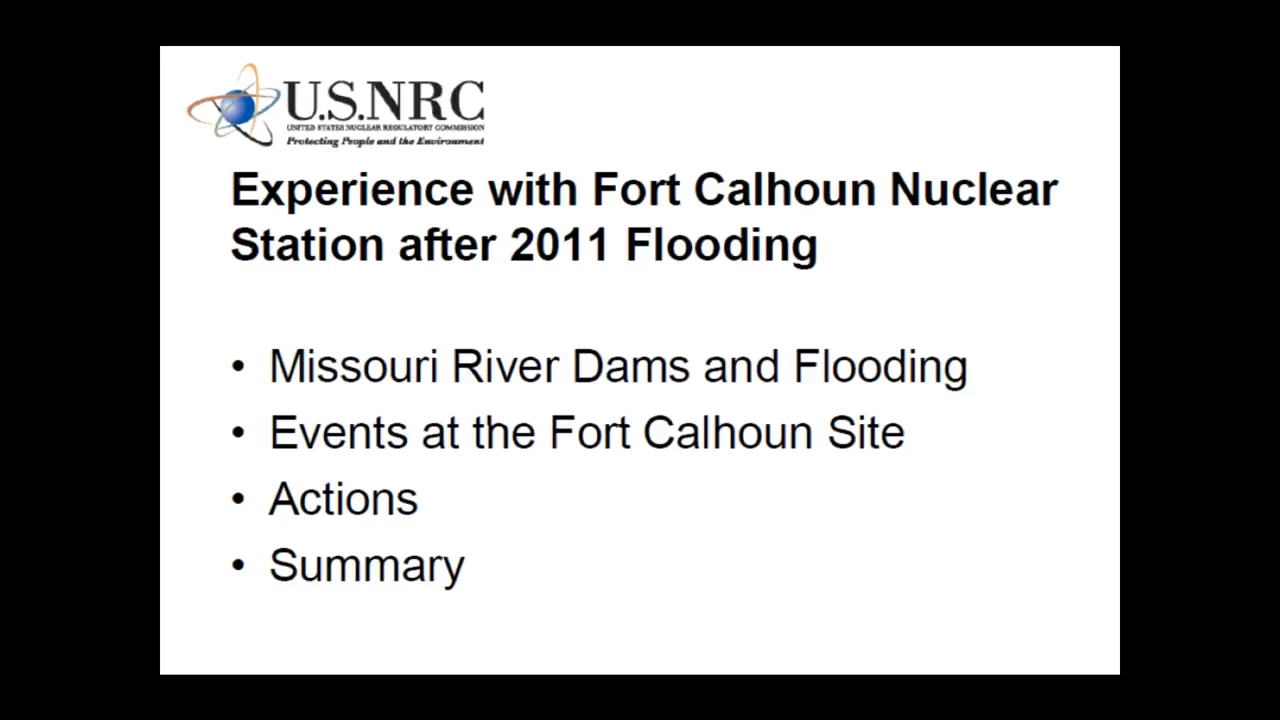 U.S.NRC
UNITED STATES NUCLEAR REGULATORY COMMISSION
Protecting People and the Environment
Experience with Fort Calhoun Nuclear
Station after 2011 Flooding
• Missouri River Dams and Flooding
• Events at the Fort Calhoun Site
• Actions
• Summary